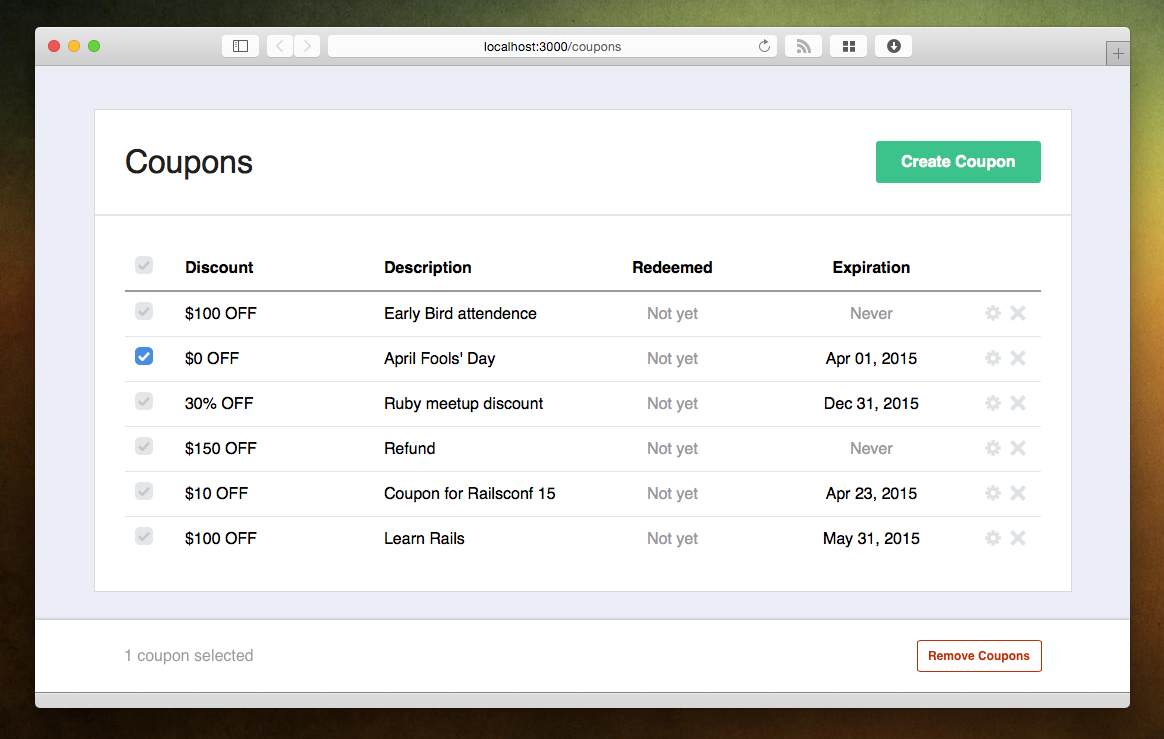 localhost:3000/coupons
Coupons
Create Coupon
Discount Description Redeemed Expiration
$100 OFF Early Bird attendence Not yet Never
$0 OFF April Fools' Day Not yet Apr 01, 2015
30% OFF Ruby meetup discount Not yet Dec 31, 2015
$150 OFF Refund Not yet Never
$10 OFF Coupon for Railsconf 15 Not yet Apr 23, 2015
$100 OFF Learn Rails Not yet May 31, 2015
1 coupon selected
Remove Coupons